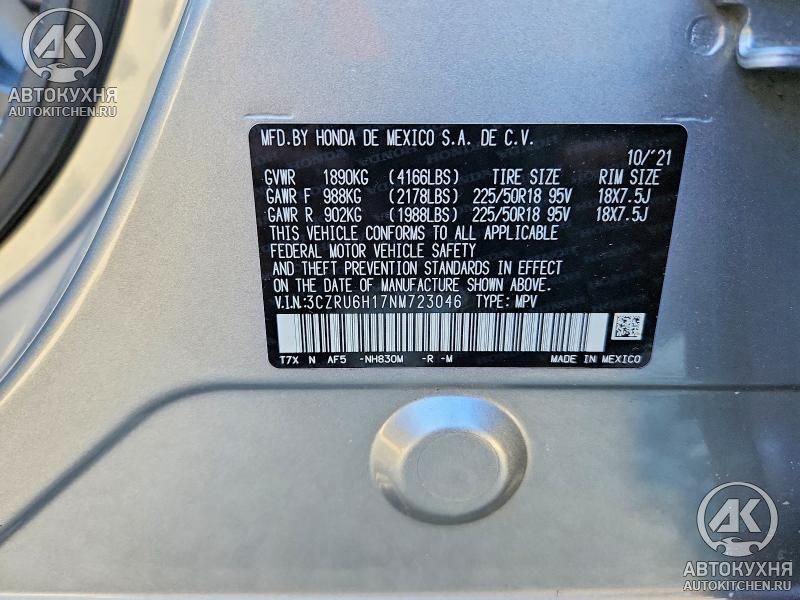 AK
АВТОКУХНЯ
AUTOKITCHEN.RU
MFD.BY HONDA DE MEXICO S.A. DE C.V.
10/'21
GVWR 1890KG (4166LBS) TIRE SIZE RIM SIZE
GAWR F 988KG (2178LBS) 225/50R18 95V 18X7.5J
GAWR R 902KG (1988LBS) 225/50R18 95V 18X7.5J
THIS VEHICLE CONFORMS TO ALL APPLICABLE
FEDERAL MOTOR VEHICLE SAFETY
AND THEFT PREVENTION STANDARDS IN EFFECT
ON THE DATE OF MANUFACTURE SHOWN ABOVE.
V.I.N:3CZRU6H17NM723046 TYPE: MPV
T7X N AF5 -NH830M -R -M MADE IN MEXICO
AK
АВТОКУХНЯ
AUTOKITCHEN.RU